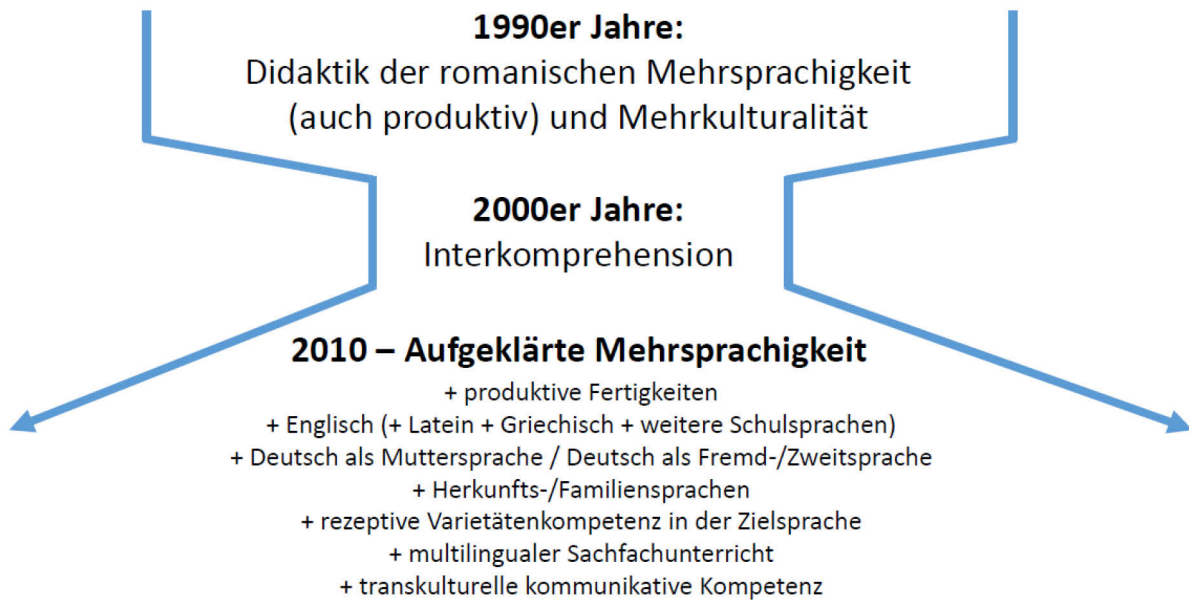 1990er Jahre:
Didaktik der romanischen Mehrsprachigkeit
(auch produktiv) und Mehrkulturalität
2000er Jahre:
Interkomprehension
2010 – Aufgeklärte Mehrsprachigkeit
+ produktive Fertigkeiten
+ Englisch (+ Latein + Griechisch + weitere Schulsprachen)
+ Deutsch als Muttersprache / Deutsch als Fremd-/Zweitsprache
+ Herkunfts-/Familiensprachen
+ rezeptive Varietätenkompetenz in der Zielsprache
+ multilingualer Sachfachunterricht
+ transkulturelle kommunikative Kompetenz